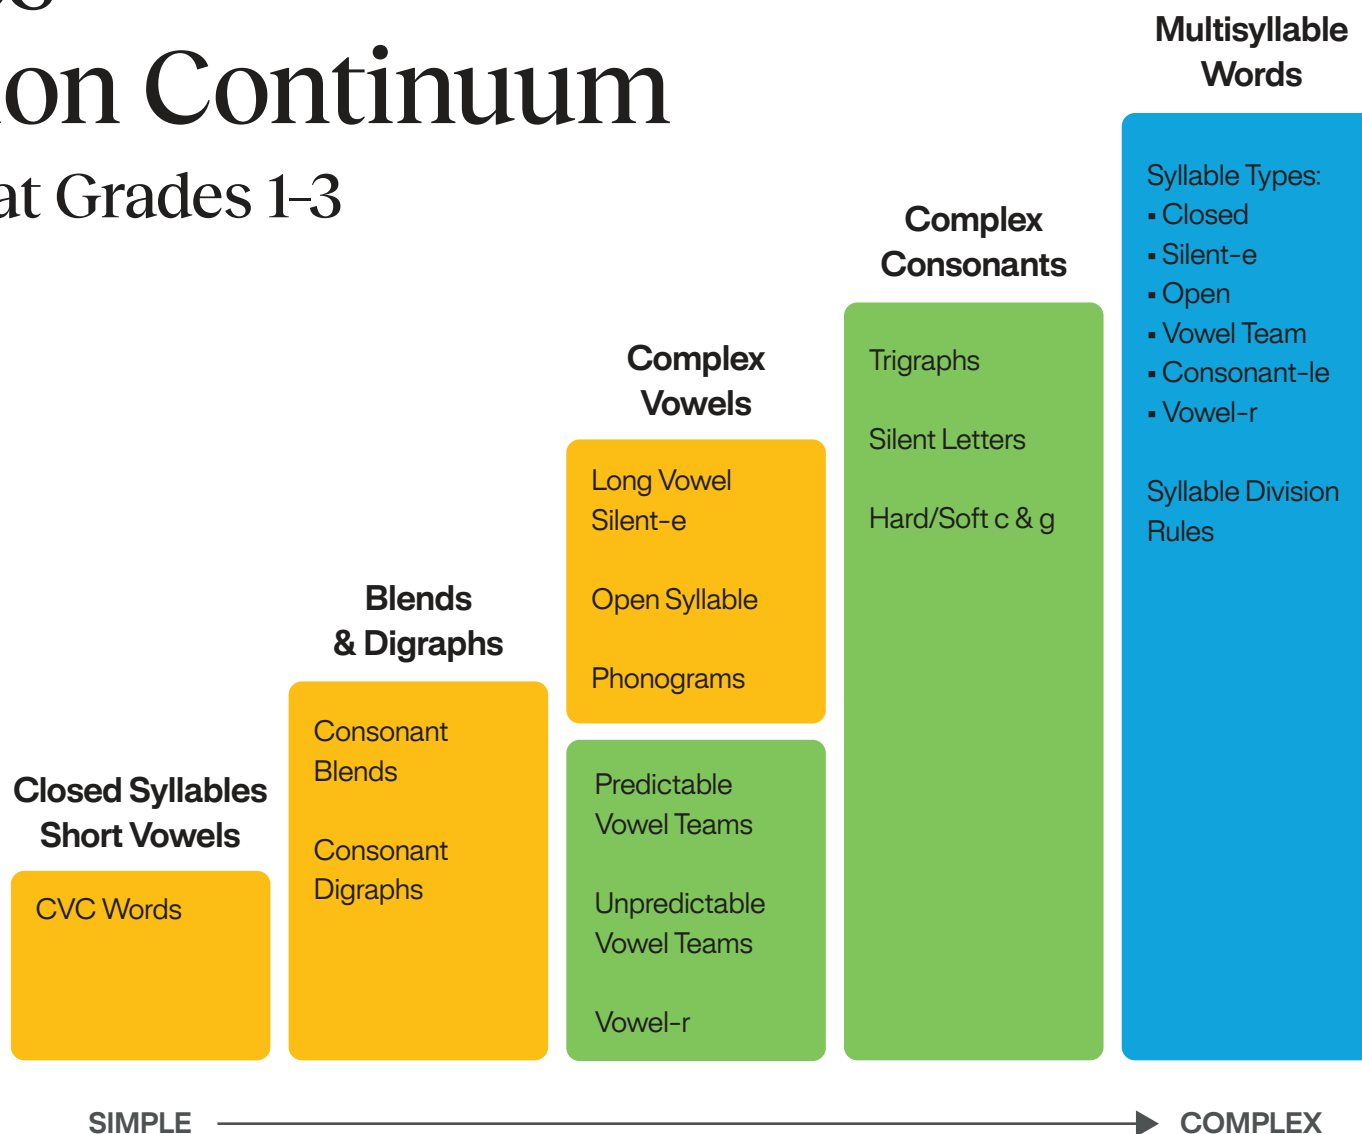 on Continuum
at Grades 1–3
Closed Syllables
Short Vowels
CVC Words
Blends
& Digraphs
Consonant
Blends
Consonant
Digraphs
Complex
Vowels
Long Vowel
Silent-e
Open Syllable
Phonograms
Predictable
Vowel Teams
Unpredictable
Vowel Teams
Vowel-r
Complex
Consonants
Trigraphs
Silent Letters
Hard/Soft c & g
Multisyllable
Words
Syllable Types:
▪ Closed
▪ Silent-e
▪ Open
▪ Vowel Team
▪ Consonant-le
▪ Vowel-r
Syllable Division
Rules
SIMPLE
COMPLEX